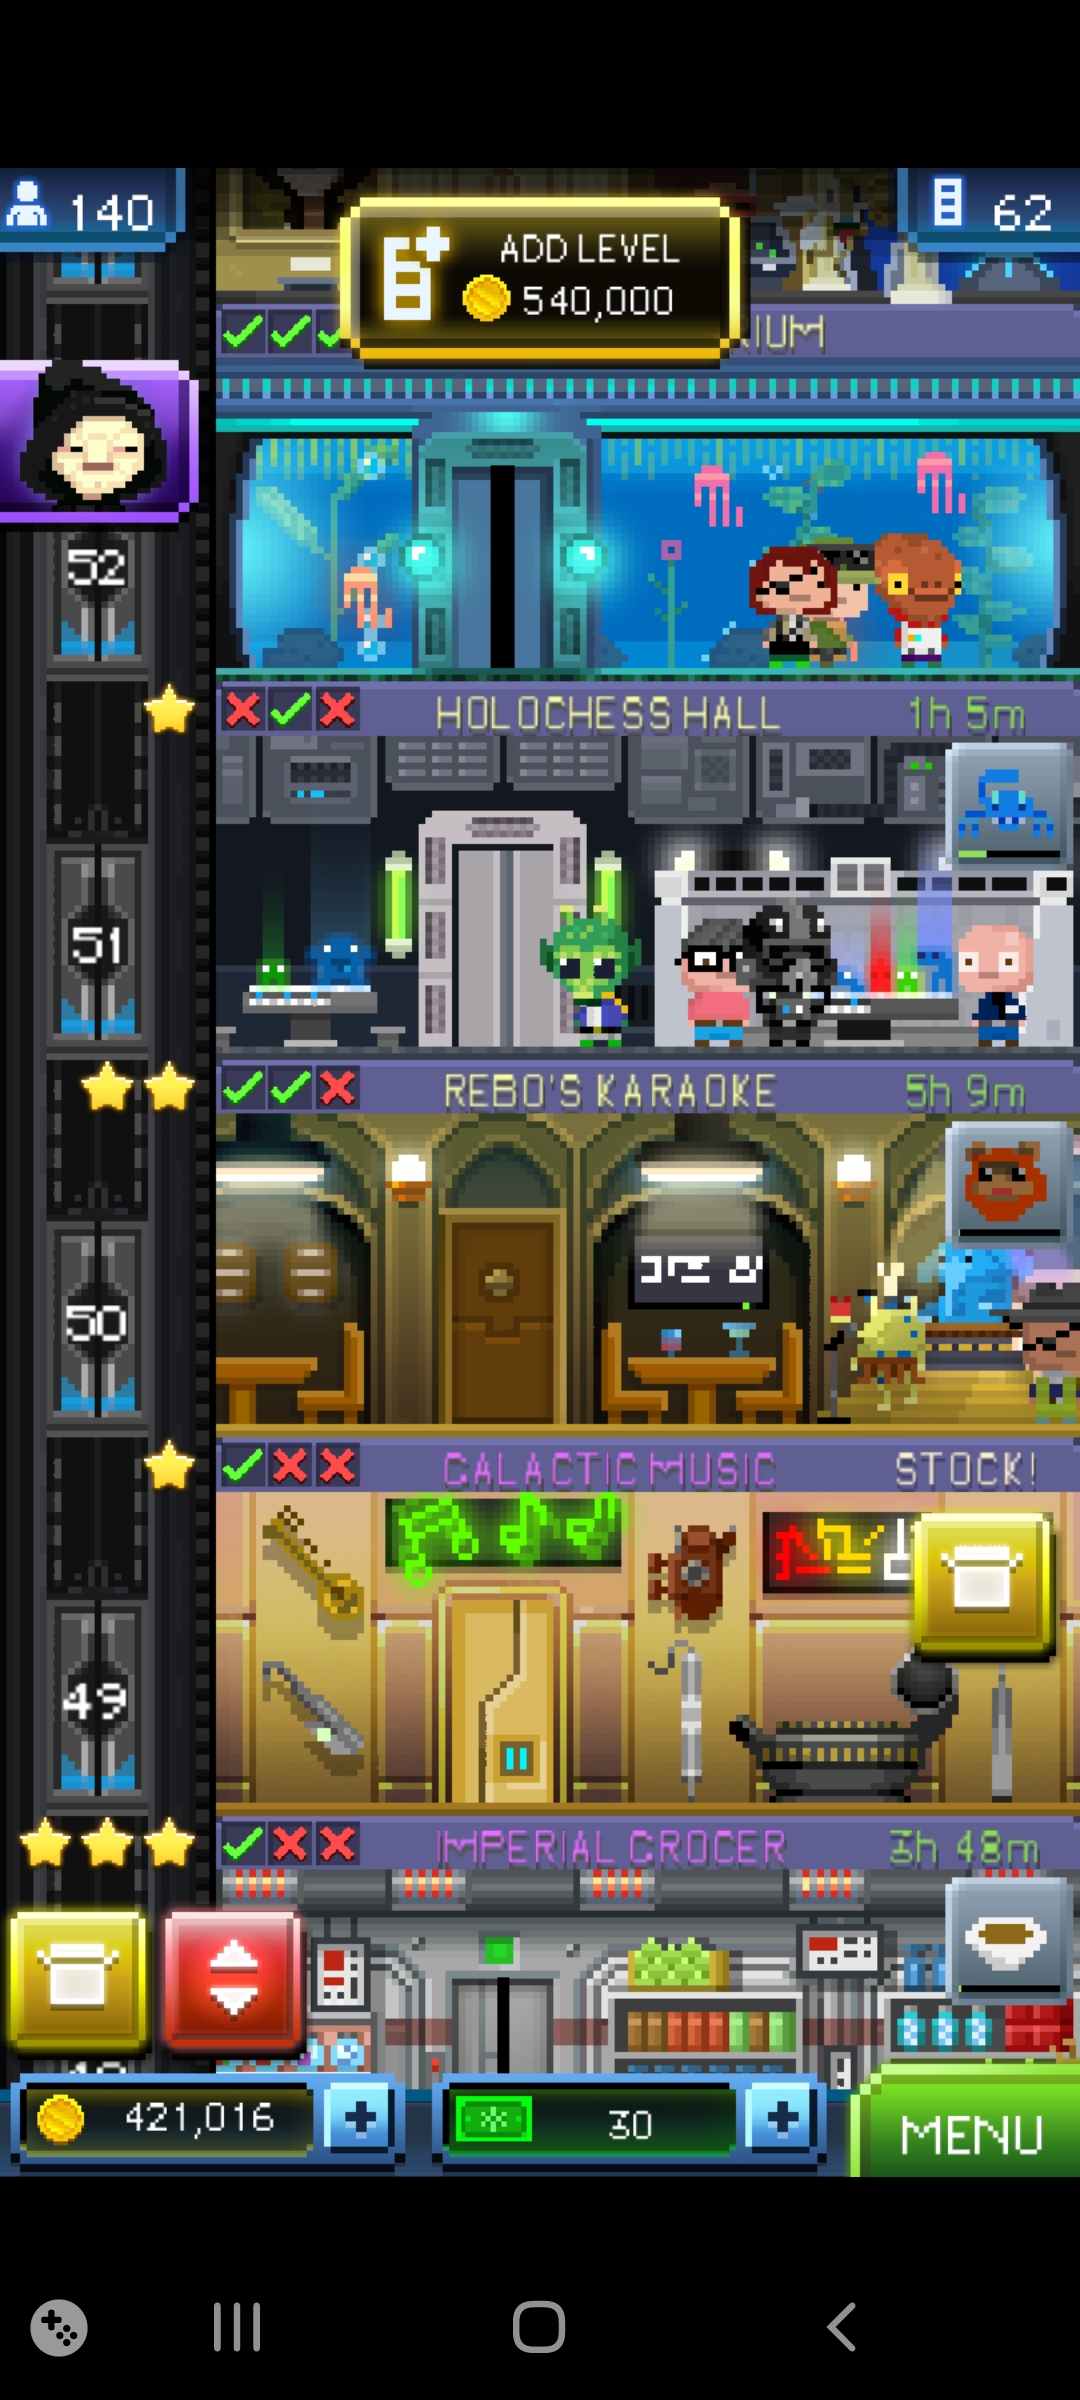 140
ADD LEVEL
540,000
62
52
HOLOCHESS HALL
1h 5m
51
REBO'S KARAOKE
5h 9m
50
GALACTIC MUSIC
STOCK!
49
IMPERIAL GROCER
3h 48m
421,016
30
MENU